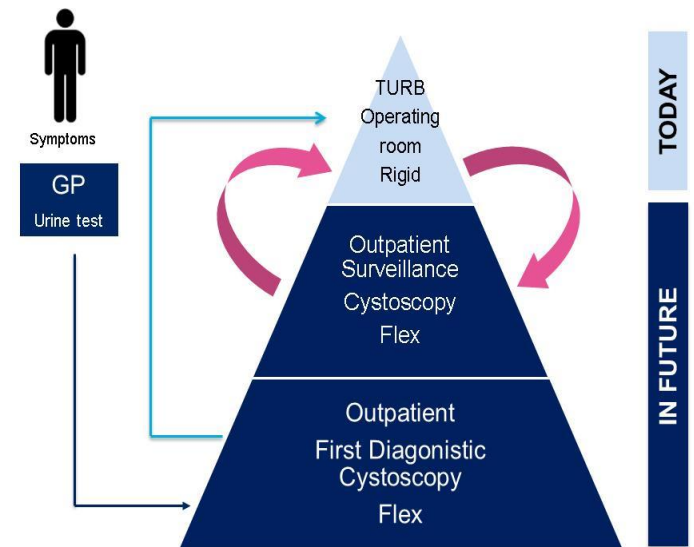 Symptoms
GP
Urine test
TURB
Operating
room
Rigid
Outpatient
Surveillance
Cystoscopy
Flex
Outpatient
First Diagonistic
Cystoscopy
Flex
TODAY
IN FUTURE